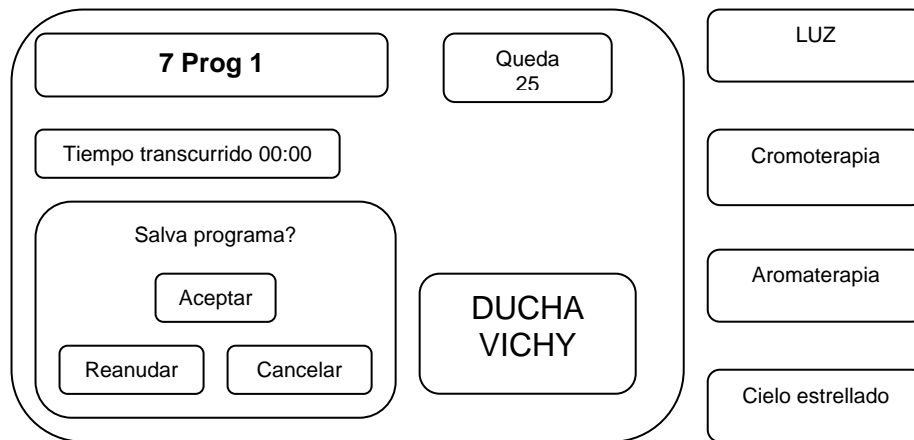 7 Prog 1
Queda
25
Tiempo transcurrido 00:00
Salva programa?
Aceptar
Reanudar
Cancelar
DUCHA
VICHY
LUZ
Cromoterapia
Aromaterapia
Cielo estrellado